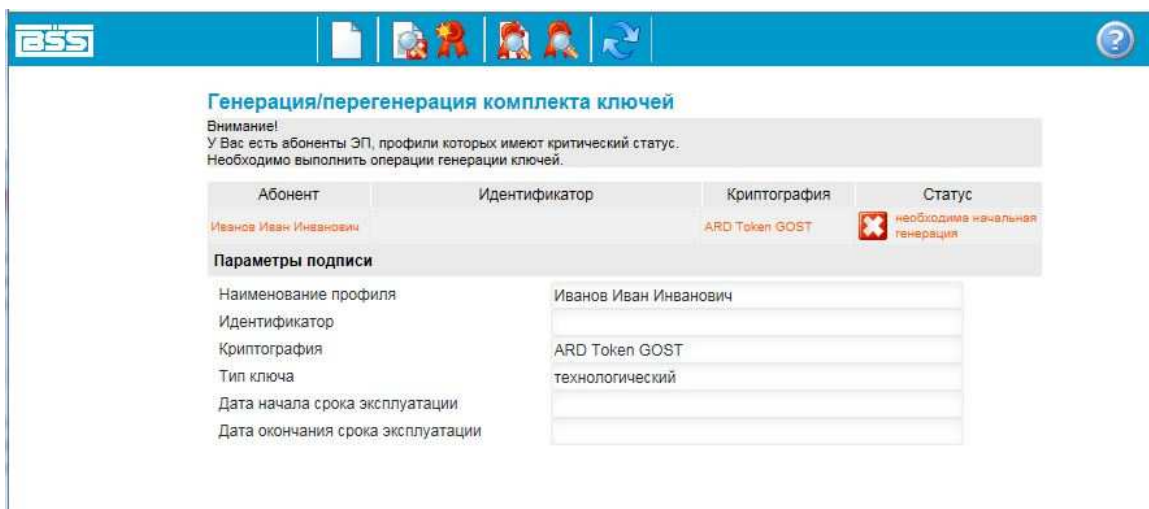 BSS
Генерация/перегенерация комплекта ключей
Внимание!
У Вас есть абоненты ЭП, профили которых имеют критический статус.
Необходимо выполнить операции генерации ключей.
Абонент Идентификатор Криптография Статус
Иванов Иван Инванович ARD Token GOST необходима начальная
генерация
Параметры подписи
Наименование профиля Иванов Иван Инванович
Идентификатор
Криптография ARD Token GOST
Тип ключа технологический
Дата начала срока эксплуатации
Дата окончания срока эксплуатации